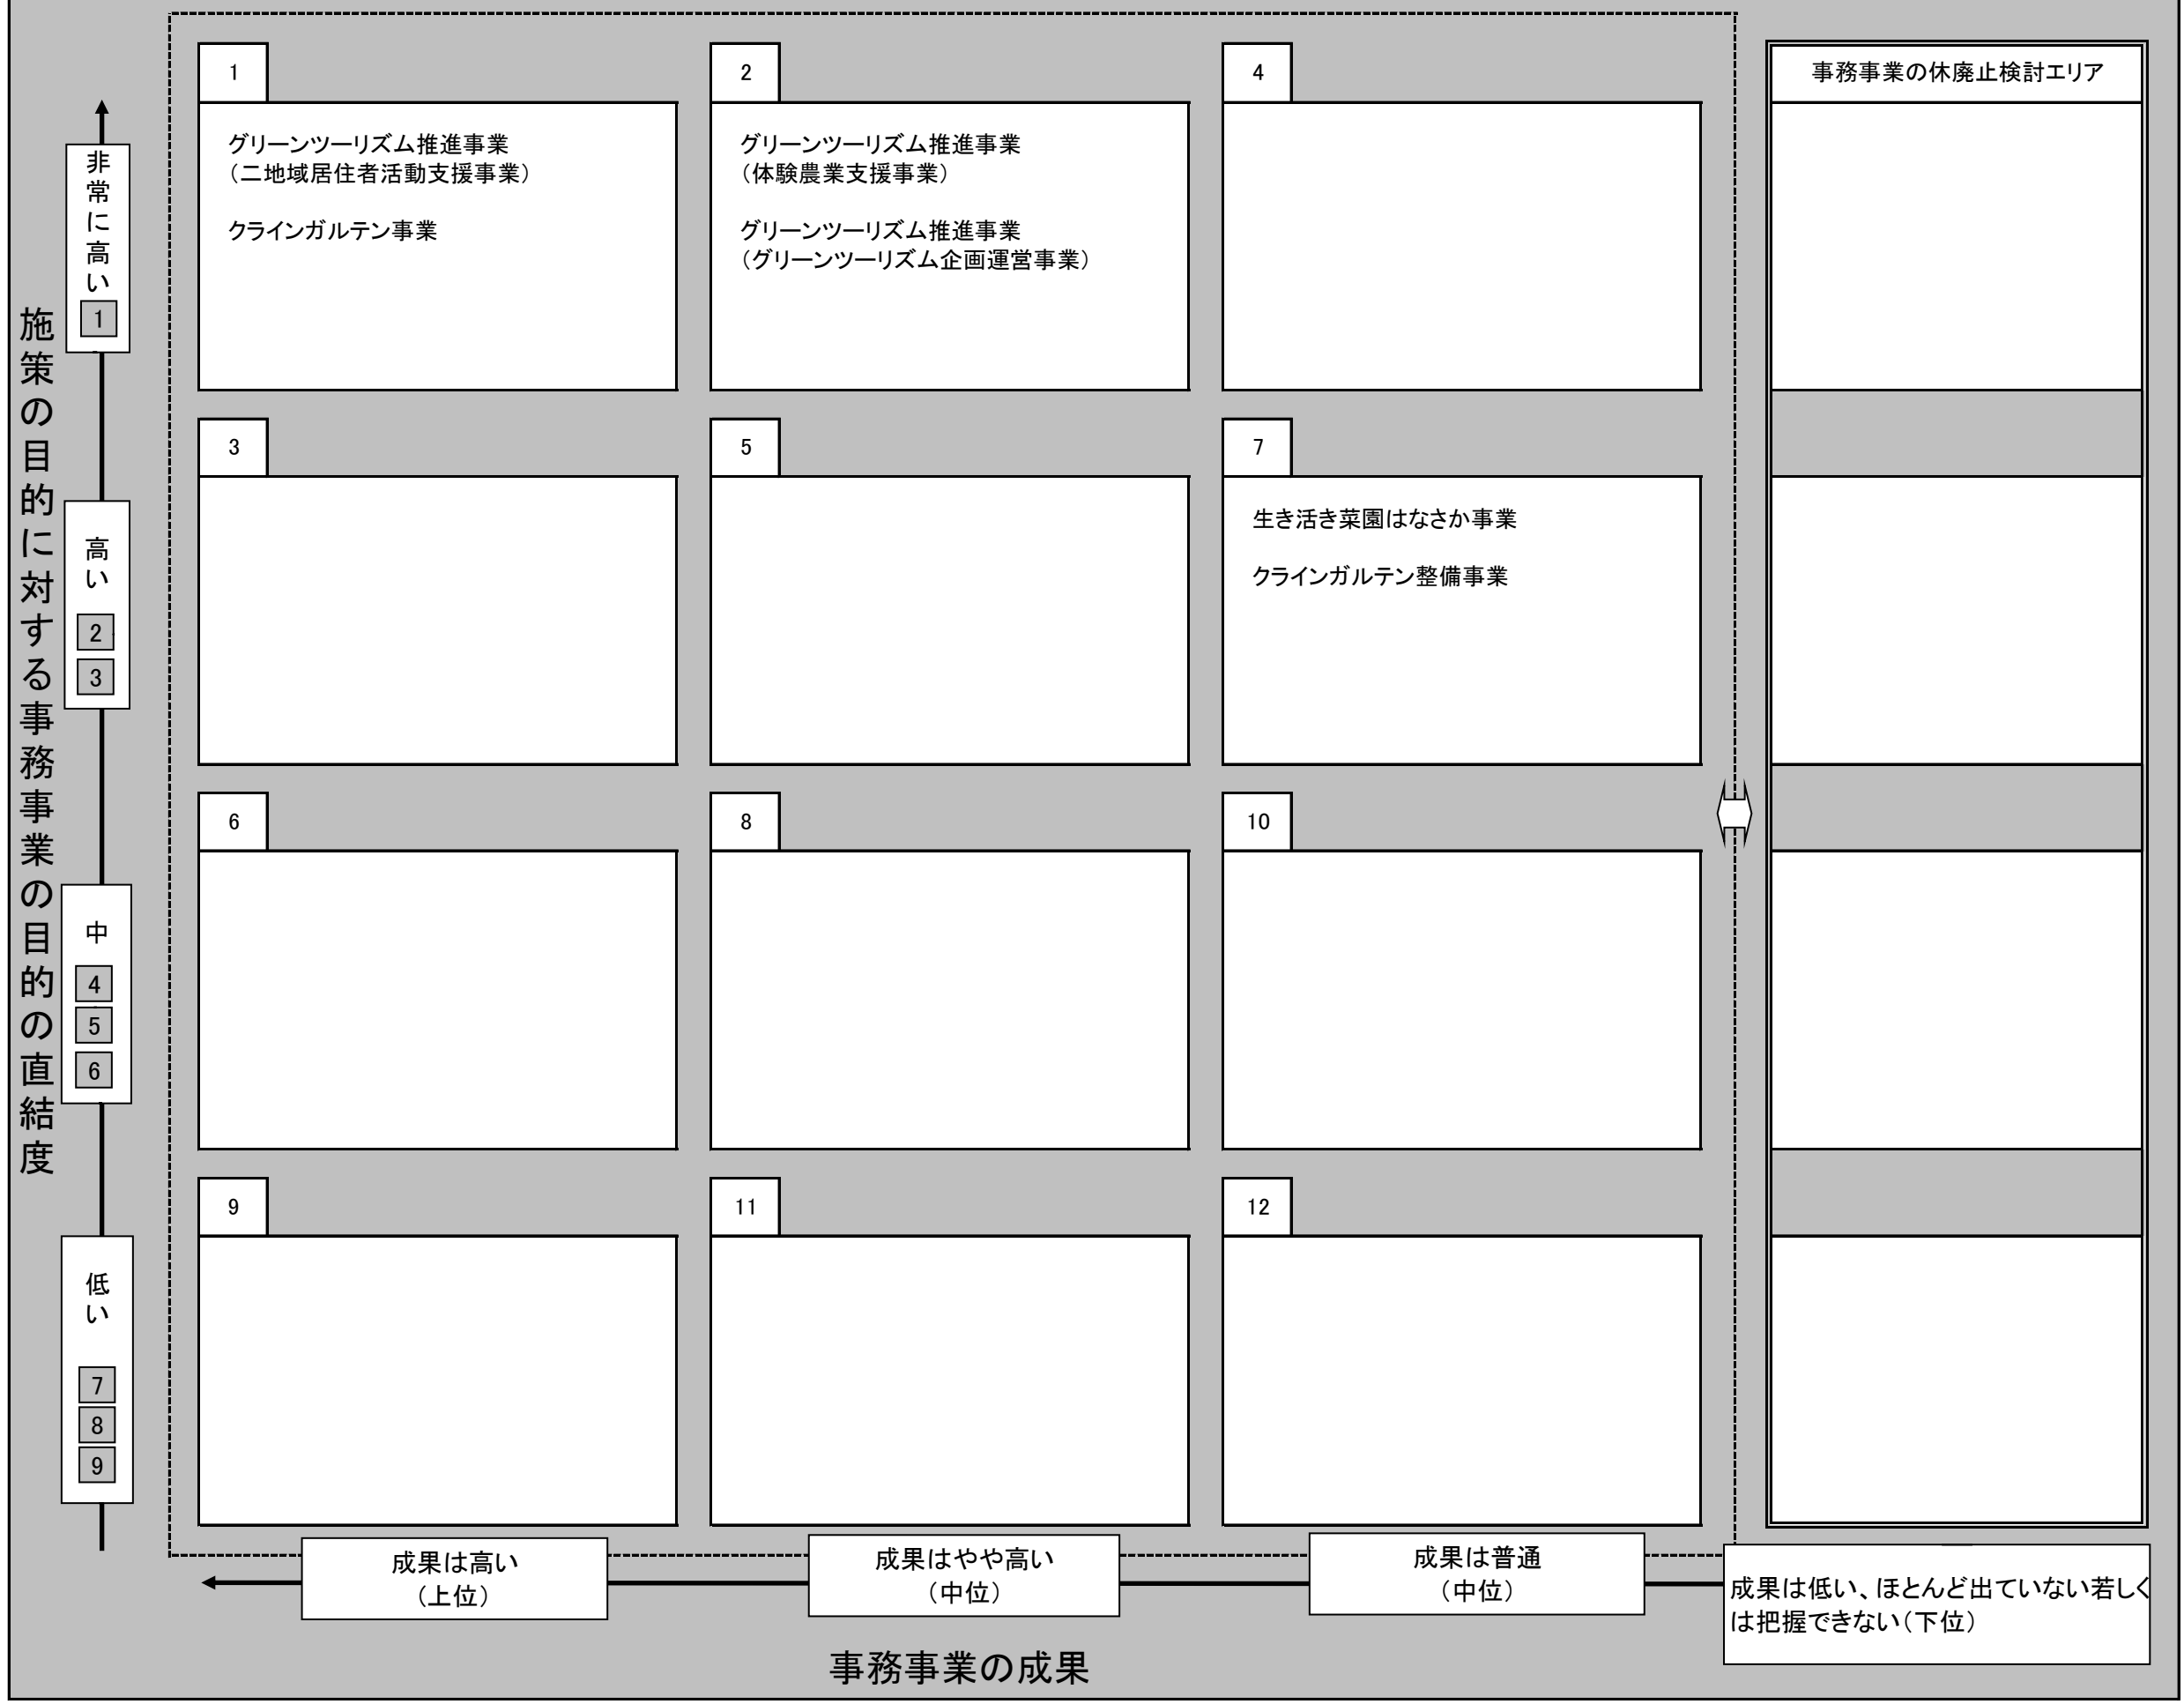 施策の目的に対する事務事業の目的の直結度
非常に高い
1
高い
2
3
中
4
5
6
低い
7
8
9
1
グリーンツーリズム推進事業
（二地域居住者活動支援事業）
クラインガルテン事業
2
グリーンツーリズム推進事業
（体験農業支援事業）
グリーンツーリズム推進事業
（グリーンツーリズム企画運営事業）
4
事務事業の休廃止検討エリア
3
5
7
生き活き菜園はなさか事業
クラインガルテン整備事業
6
8
10
9
11
12
成果は高い
（上位）
成果はやや高い
（中位）
成果は普通
（中位）
成果は低い、ほとんど出ていない若しく
は把握できない（下位）
事務事業の成果